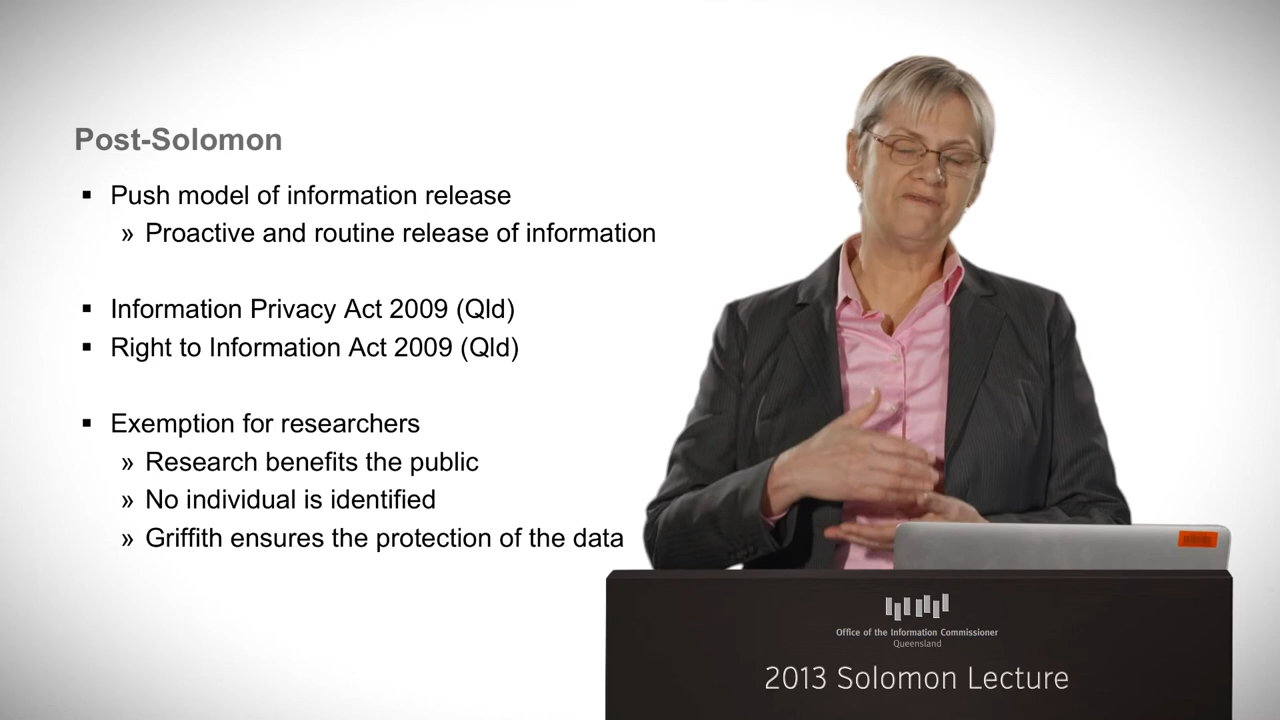 Post-Solomon
▪ Push model of information release
» Proactive and routine release of information
▪ Information Privacy Act 2009 (Qld)
▪ Right to Information Act 2009 (Qld)
▪ Exemption for researchers
» Research benefits the public
» No individual is identified
» Griffith ensures the protection of the data
Office of the Information Commissioner
Queensland
2013 Solomon Lecture